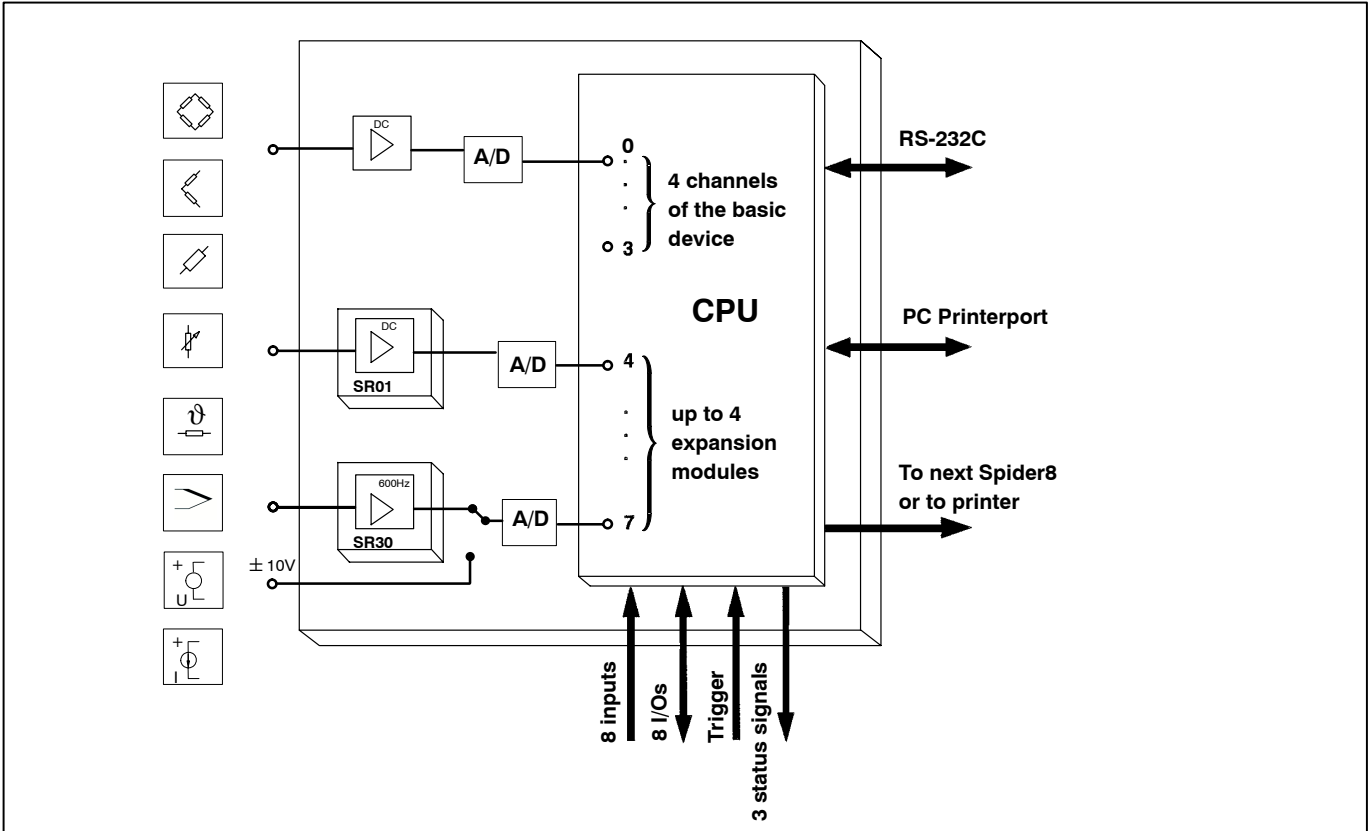 DC
A/D
0
4 channels
of the basic
device
3
RS-232C
CPU
PC Printerport
DC
SR01
A/D
4
up to 4
expansion
modules
7
ϑ
600Hz
SR30
A/D
To next Spider8
or to printer
± 10V
+
U
+
I
8 inputs
8 I/Os
Trigger
3 status signals